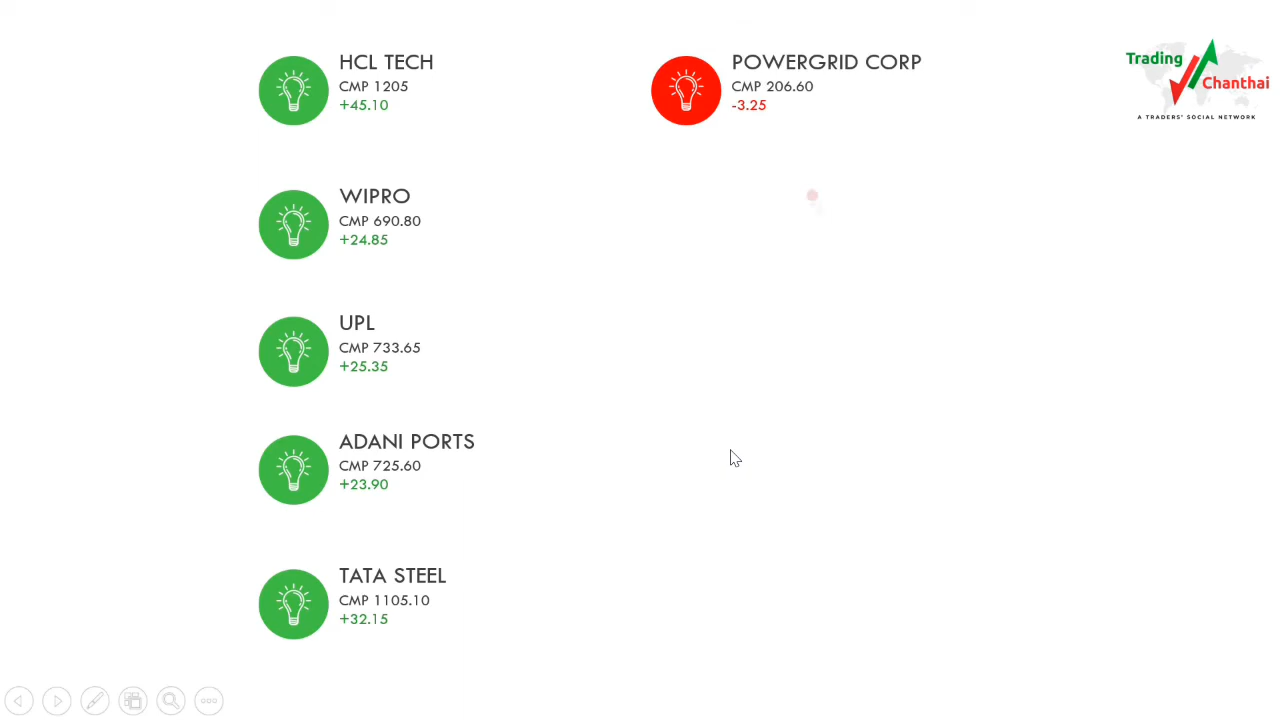 HCL TECH
CMP 1205
+45.10
WIPRO
CMP 690.80
+24.85
UPL
CMP 733.65
+25.35
ADANI PORTS
CMP 725.60
+23.90
TATA STEEL
CMP 1105.10
+32.15
POWERGRID CORP
CMP 206.60
-3.25
Trading
Chanthai
A TRADERS' SOCIAL NETWORK